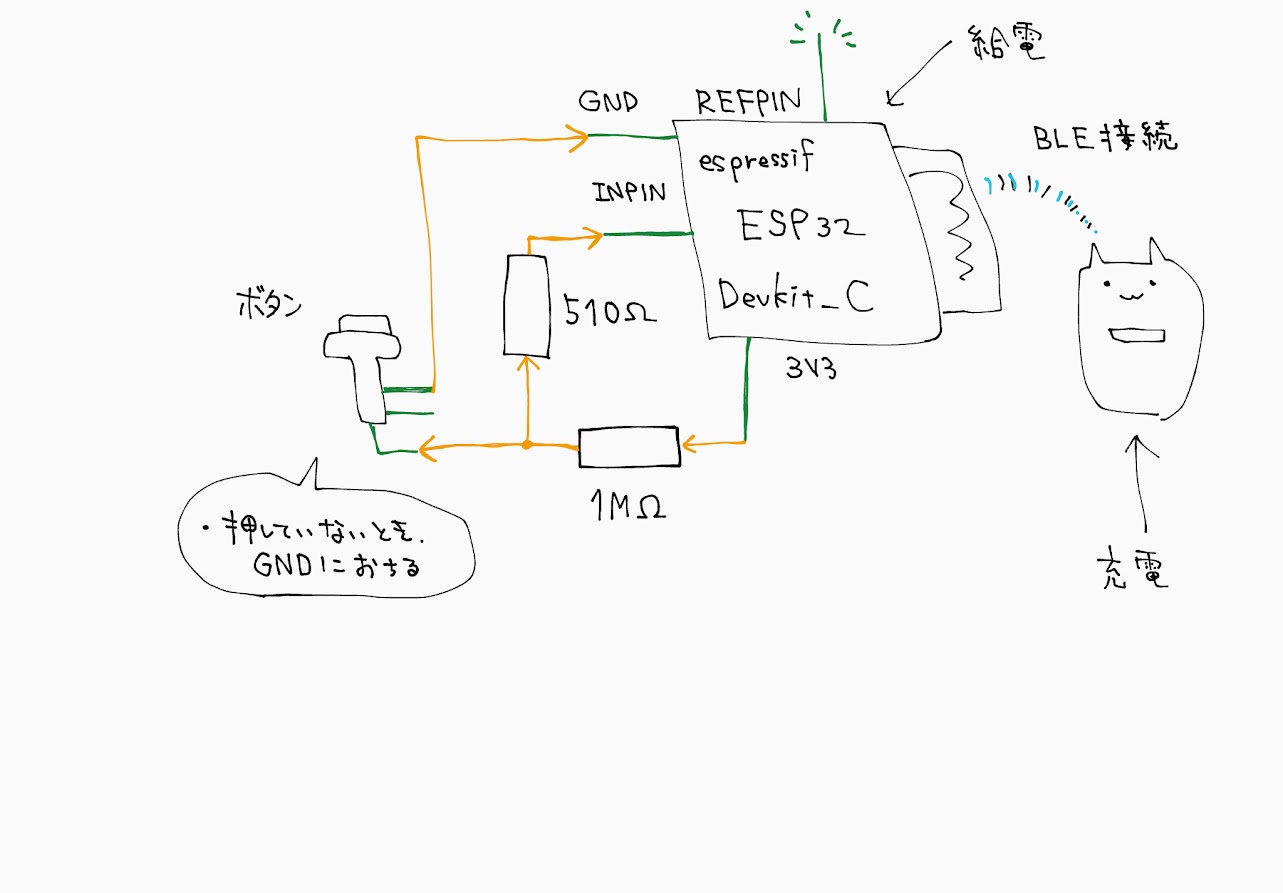 給電
GND
REFPIN
BLE接続
espressif
INPIN
ESP32
Devkit_C
ボタン
510Ω
3V3
1MΩ
・押していないとき、
GNDにおちる
充電